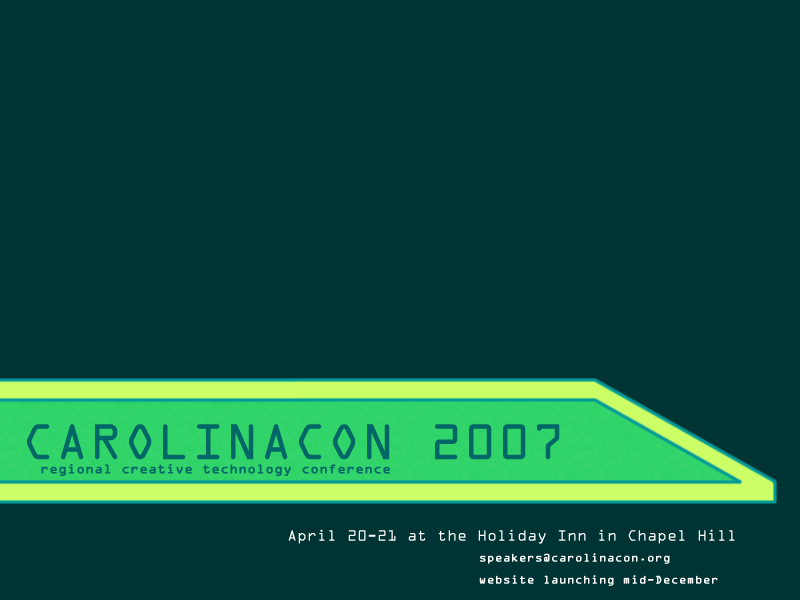 CAROLINACON 2007
regional creative technology conference
April 20-21 at the Holiday Inn in Chapel Hill
speakers@carolinacon.org
website launching mid-December